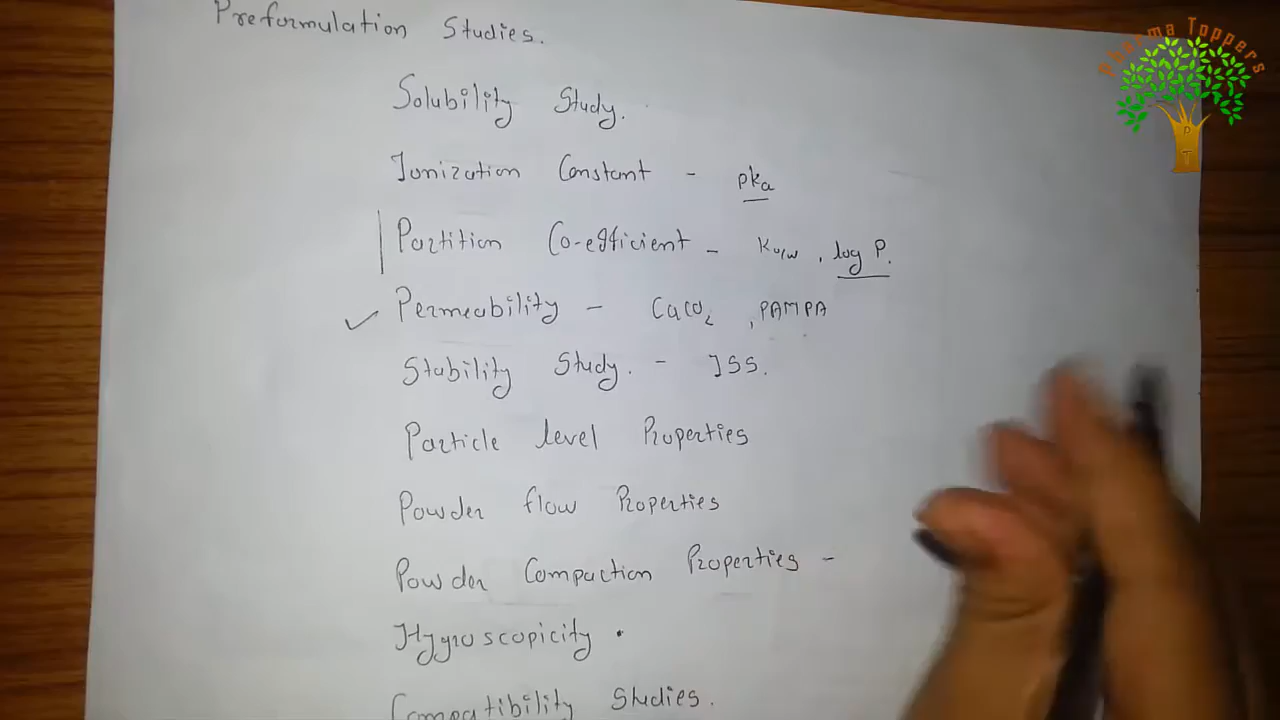 Preformulation Studies.
Pharma Toppers
Solubility Study.
P
T
Ionization Constant - pka
Partition Co-efficient - Ko/w, log P.
Permeability - CaCO2, PAMPA
Stability Study. - ISS.
Particle level Properties
Powder flow Properties
Powder Compaction Properties -
Hygroscopicity .
Compatibility Studies.